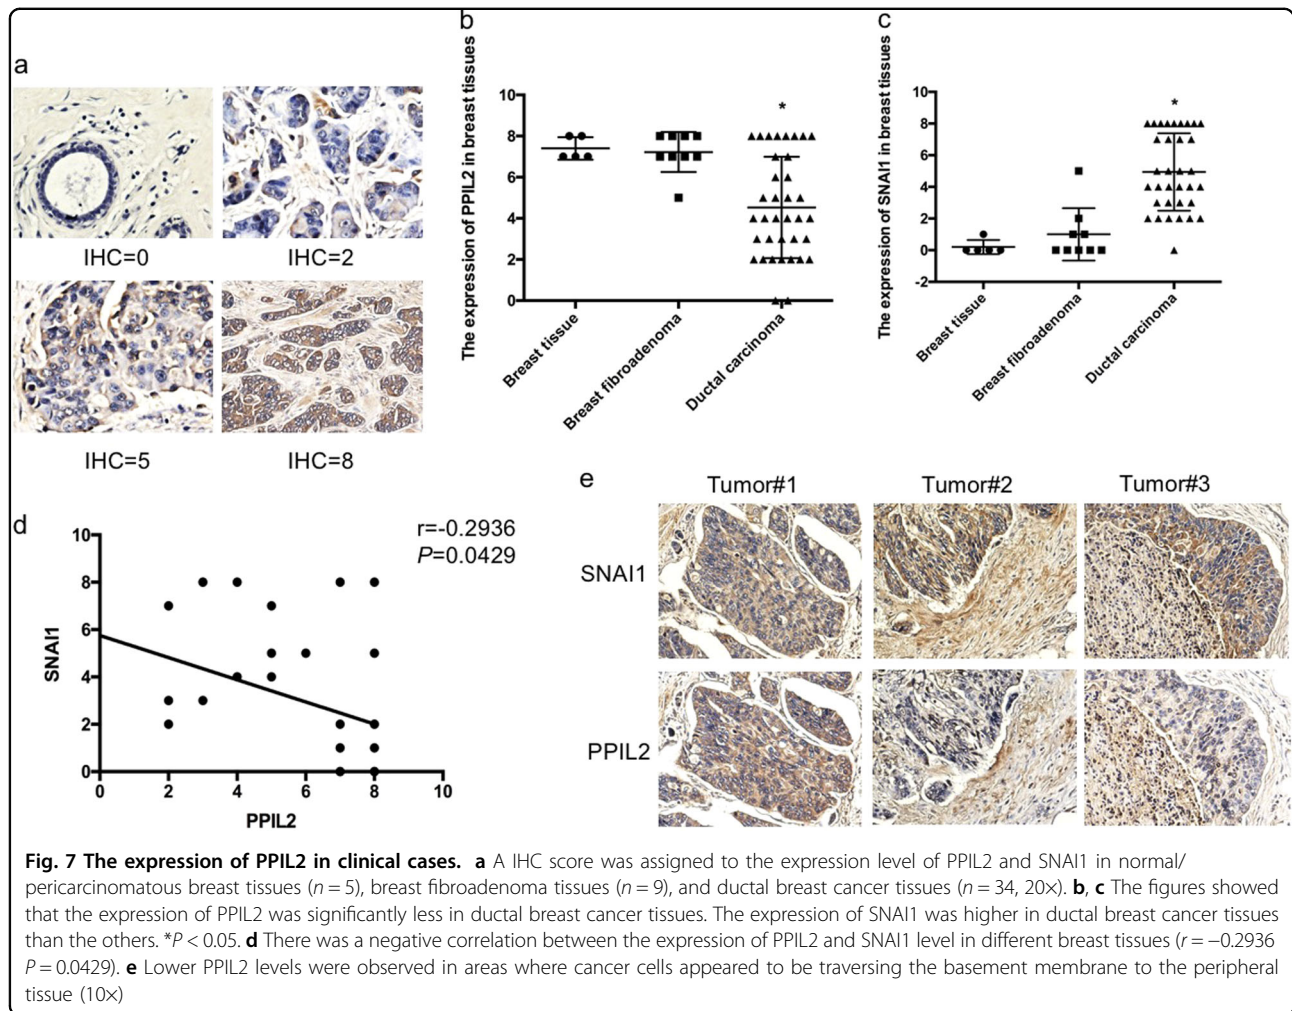 a
IHC=0
IHC=2
IHC=5
IHC=8
b
The expression of PPIL2 in breast tissues
10
8
6
4
2
0
*
Breast tissue
Breast fibroadenoma
Ductal carcinoma
c
The expression of SNAI1 in breast tissues
10
8
6
4
2
0
-2
*
Breast tissue
Breast fibroadenoma
Ductal carcinoma
d
r=-0.2936
P=0.0429
SNAI1
10
8
6
4
2
0
0 2 4 6 8 10
PPIL2
e
Tumor#1 Tumor#2 Tumor#3
SNAI1
PPIL2
Fig. 7 The expression of PPIL2 in clinical cases. a A IHC score was assigned to the expression level of PPIL2 and SNAI1 in normal/
pericarcinomatous breast tissues (n = 5), breast fibroadenoma tissues (n = 9), and ductal breast cancer tissues (n = 34, 20×). b, c The figures showed
that the expression of PPIL2 was significantly less in ductal breast cancer tissues. The expression of SNAI1 was higher in ductal breast cancer tissues
than the others. *P < 0.05. d There was a negative correlation between the expression of PPIL2 and SNAI1 level in different breast tissues (r = −0.2936
P = 0.0429). e Lower PPIL2 levels were observed in areas where cancer cells appeared to be traversing the basement membrane to the peripheral
tissue (10×)